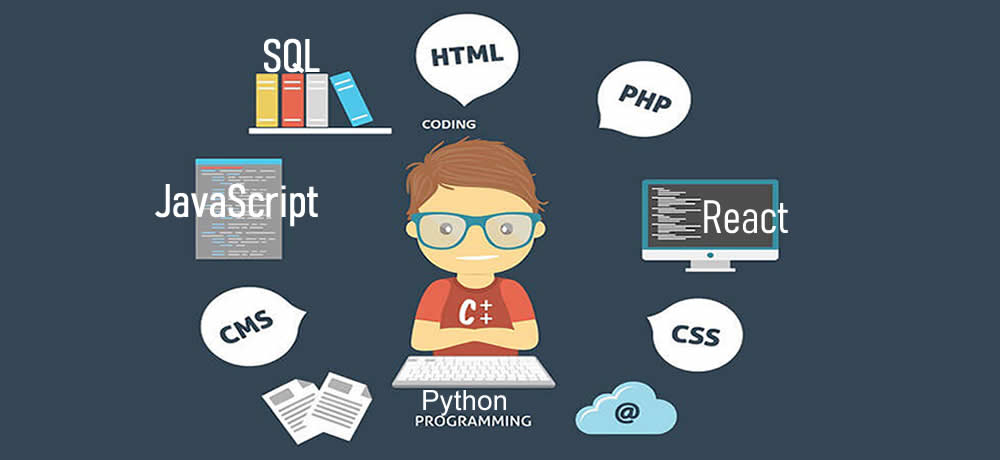 SQL
HTML
PHP
CODING
JavaScript
React
C++
CMS
CSS
Python
@
PROGRAMMING